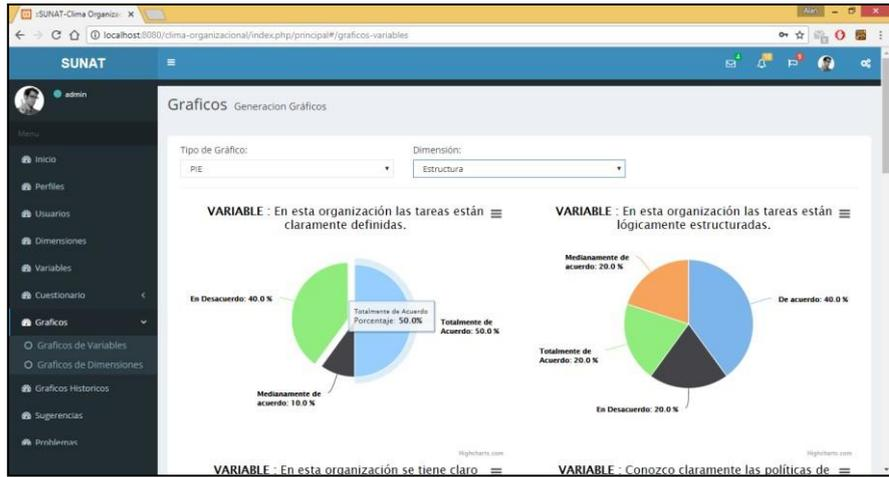 :SUNAT-Clima Organiza
Alan
localhost:8080/clima-organizacional/index.php/principal#/graficos-variables
SUNAT
admin
Graficos Generacion Gráficos
Menu
Tipo de Gráfico:
Dimensión:
PIE
Estructura
Inicio
Perfiles
Usuarios
Dimensiones
Variables
Cuestionario
Graficos
Graficos de Variables
Graficos de Dimensiones
Graficos Historicos
Sugerencias
Problemas
VARIABLE : En esta organización las tareas están
claramente definidas.
En Desacuerdo: 40.0 %
Totalmente de Acuerdo
Porcentaje: 50.0%
Totalmente de
Acuerdo: 50.0 %
Medianamente de
acuerdo: 10.0 %
Highcharts.com
VARIABLE : En esta organización las tareas están
lógicamente estructuradas.
Medianamente de
acuerdo: 20.0 %
De acuerdo: 40.0 %
Totalmente de
Acuerdo: 20.0 %
En Desacuerdo: 20.0 %
Highcharts.com
VARIABLE : En esta organización se tiene claro
VARIABLE : Conozco claramente las políticas de